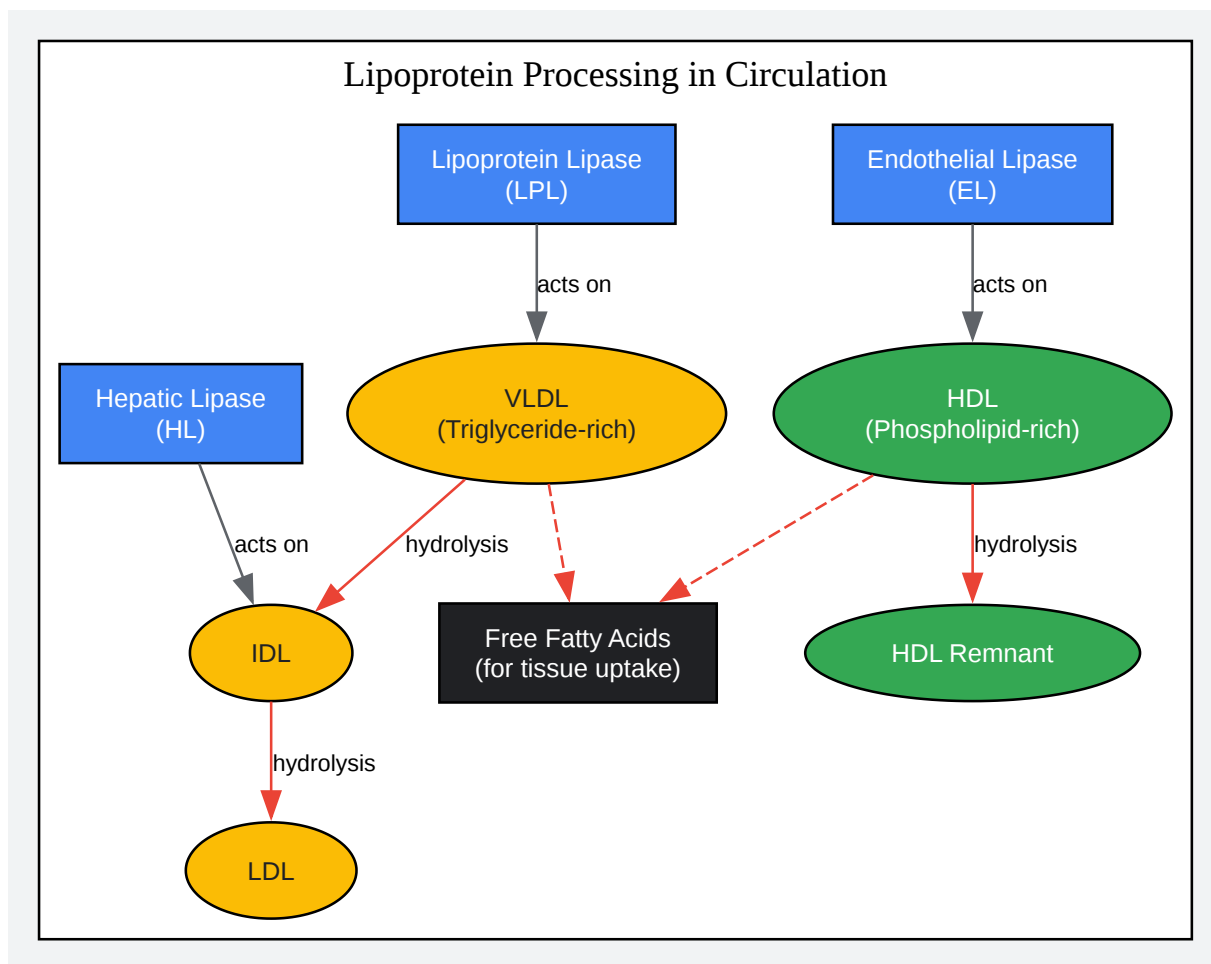 Lipoprotein Processing in Circulation
Lipoprotein Lipase
(LPL)
Endothelial Lipase
(EL)
acts on
acts on
Hepatic Lipase
(HL)
VLDL
(Triglyceride-rich)
HDL
(Phospholipid-rich)
acts on
hydrolysis
hydrolysis
IDL
Free Fatty Acids
(for tissue uptake)
HDL Remnant
hydrolysis
LDL